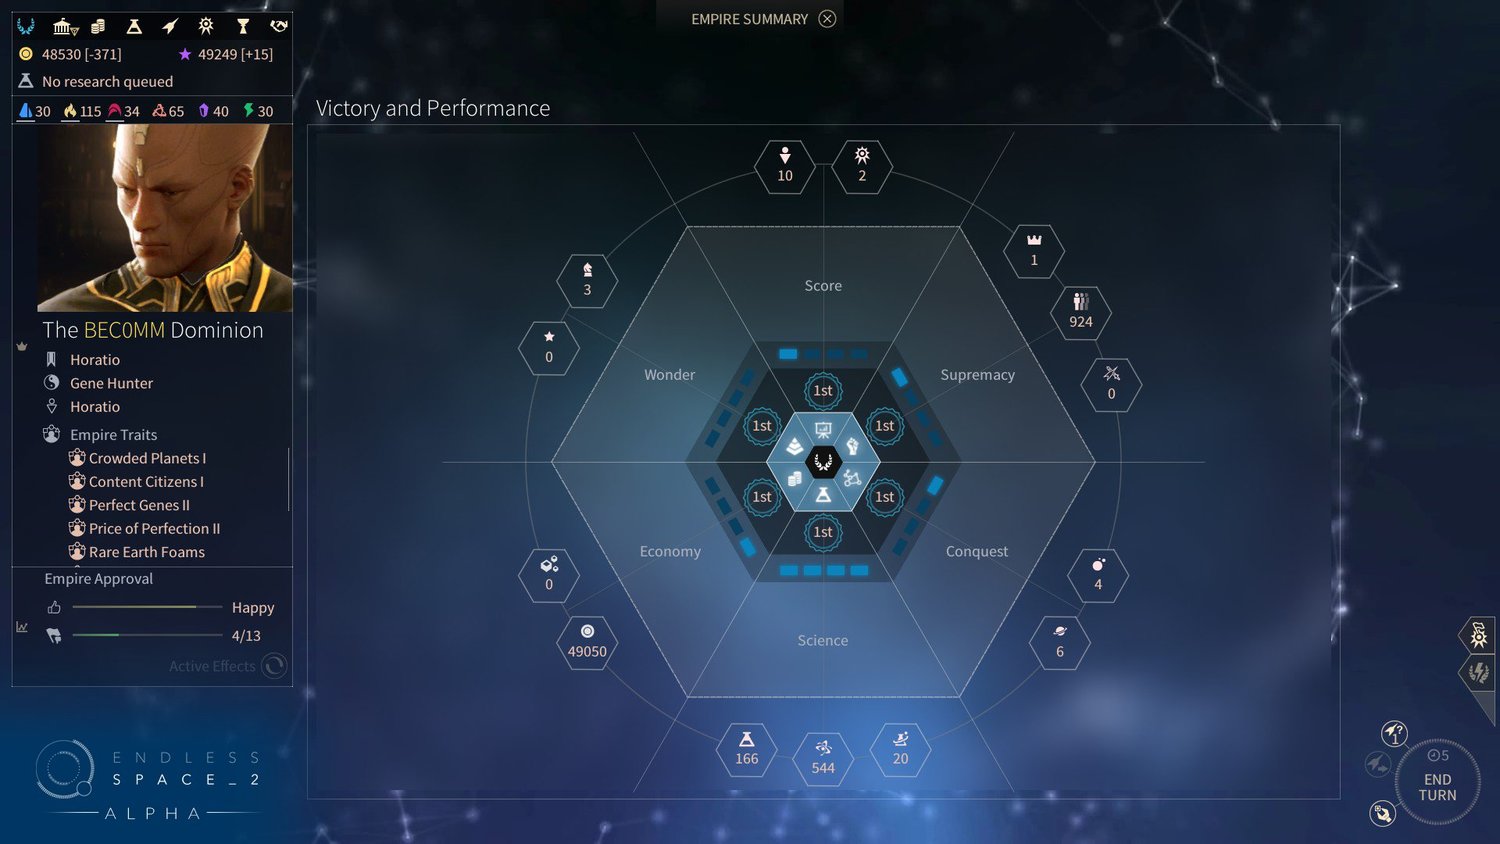 EMPIRE SUMMARY
48530 [-371] 49249 [+15]
No research queued
30 115 34 65 40 30
Victory and Performance
The BEC0MM Dominion
Horatio
Gene Hunter
Horatio
Empire Traits
Crowded Planets I
Content Citizens I
Perfect Genes II
Price of Perfection II
Rare Earth Foams
Empire Approval
Happy
4/13
Active Effects
ENDLESS
SPACE_2
ALPHA
10 2
3 1
0 924
0
Score
Wonder Supremacy
1st
1st 1st
1st 1st
1st
Economy Conquest
Science
0 4
49050 6
166 544 20
?
1
5
END
TURN